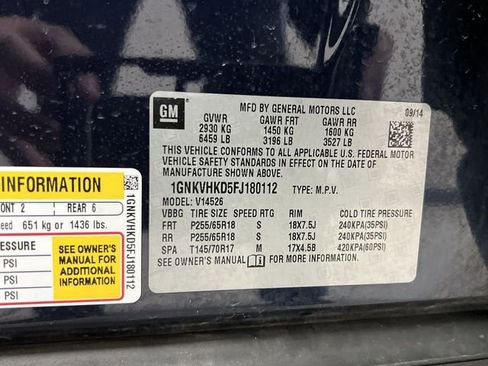 GM
MFD BY GENERAL MOTORS LLC 09/14
GVWR GAWR FRT GAWR RR
2930 KG 1450 KG 1600 KG
6459 LB 3196 LB 3527 LB
THIS VEHICLE CONFORMS TO ALL APPLICABLE U.S. FEDERAL MOTOR
VEHICLE SAFETY STANDARDS IN EFFECT ON THE DATE OF
MANUFACTURE SHOWN ABOVE.
1GNKVHKD5FJ180112 TYPE: M.P.V.
MODEL: V14526
VBBG TIRE SIZE SPEED RTG RIM COLD TIRE PRESSURE
FRT P255/65R18 S 18X7.5J 240KPA(35PSI)
RR P255/65R18 S 18X7.5J 240KPA(35PSI)
SPA T145/70R17 M 17X4.5B 420KPA(60PSI)
SEE OWNER'S MANUAL FOR MORE INFORMATION.
INFORMATION
ONT 2 REAR 6
eed 651 kg or 1436 lbs.
PRESSURE
PSI
PSI
PSI
SEE OWNER'S
MANUAL FOR
ADDITIONAL
INFORMATION
1GNKVHKD5FJ180112